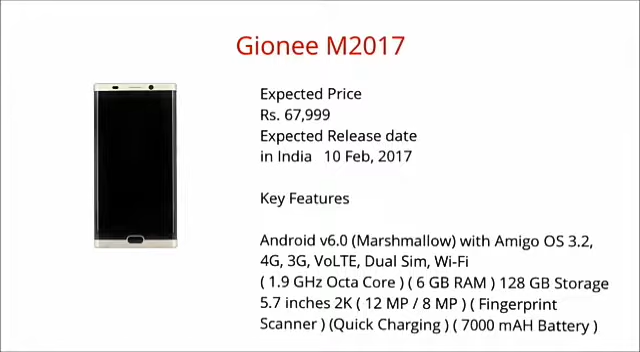 Gionee M2017
Expected Price
Rs. 67,999
Expected Release date
in India 10 Feb, 2017
Key Features
Android v6.0 (Marshmallow) with Amigo OS 3.2,
4G, 3G, VoLTE, Dual Sim, Wi-Fi
( 1.9 GHz Octa Core ) ( 6 GB RAM ) 128 GB Storage
5.7 inches 2K ( 12 MP / 8 MP ) ( Fingerprint
Scanner ) (Quick Charging ) ( 7000 mAH Battery )